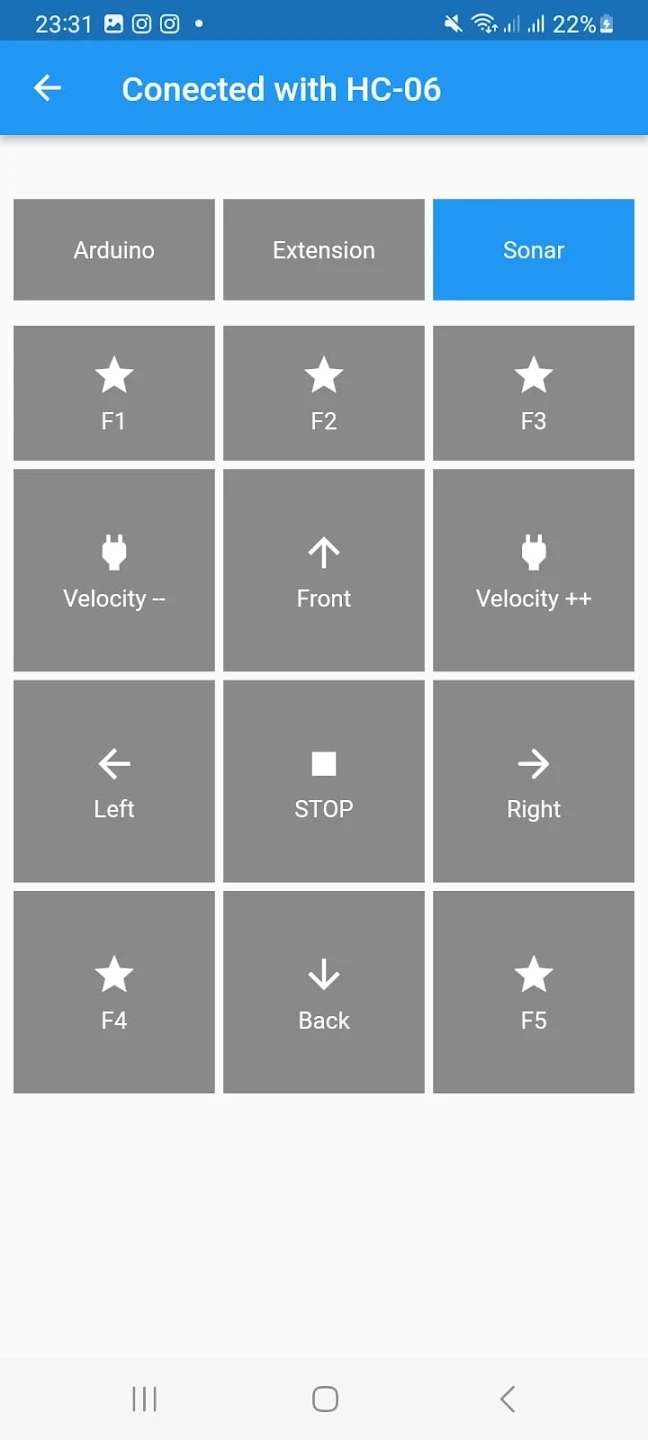 23:31 22%
Conected with HC-06
Arduino Extension Sonar
F1 F2 F3
Velocity -- Front Velocity ++
Left STOP Right
F4 Back F5